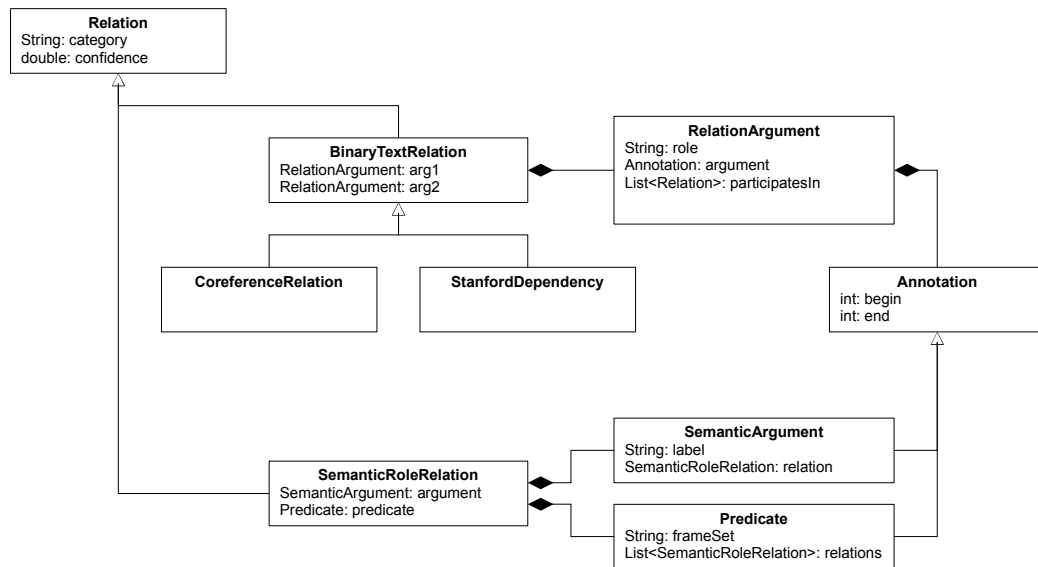 Relation
String: category
double: confidence
BinaryTextRelation
RelationArgument: arg1
RelationArgument: arg2
RelationArgument
String: role
Annotation: argument
List<Relation>: participatesIn
CoreferenceRelation
StanfordDependency
Annotation
int: begin
int: end
SemanticArgument
String: label
SemanticRoleRelation: relation
SemanticRoleRelation
SemanticArgument: argument
Predicate: predicate
Predicate
String: frameSet
List<SemanticRoleRelation>: relations